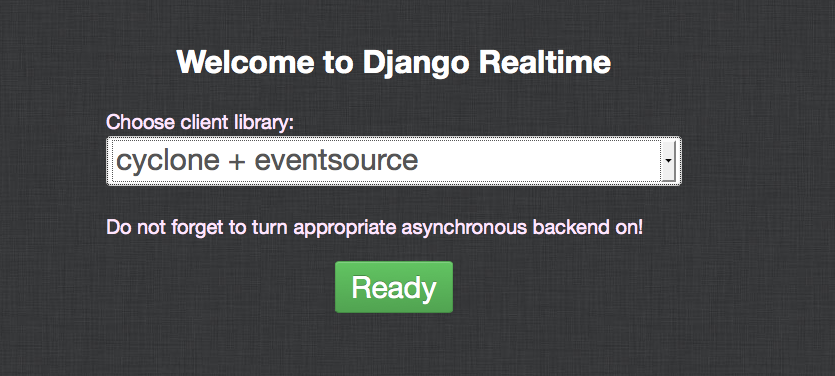 Welcome to Django Realtime
Choose client library:
cyclone + eventsource
Do not forget to turn appropriate asynchronous backend on!
Ready